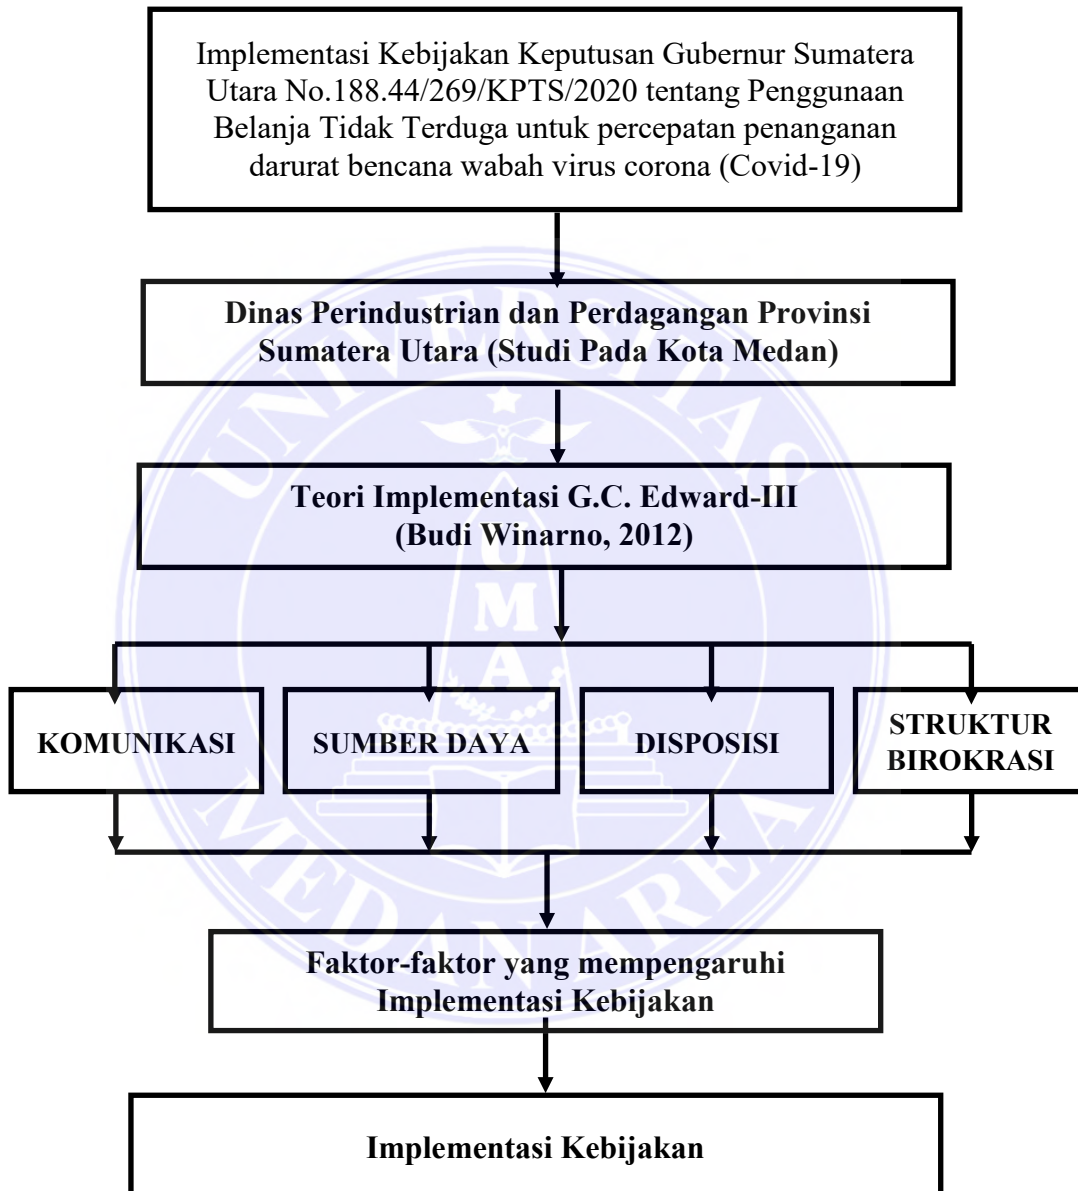 Implementasi Kebijakan Keputusan Gubernur Sumatera
Utara No.188.44/269/KPTS/2020 tentang Penggunaan
Belanja Tidak Terduga untuk percepatan penanganan
darurat bencana wabah virus corona (Covid-19)
Dinas Perindustrian dan Perdagangan Provinsi
Sumatera Utara (Studi Pada Kota Medan)
Teori Implementasi G.C. Edward-III
(Budi Winarno, 2012)
KOMUNIKASI
SUMBER DAYA
DISPOSISI
STRUKTUR
BIROKRASI
Faktor-faktor yang mempengaruhi
Implementasi Kebijakan
Implementasi Kebijakan
UNIVERSITAS
MEDAN AREA
U
M
A